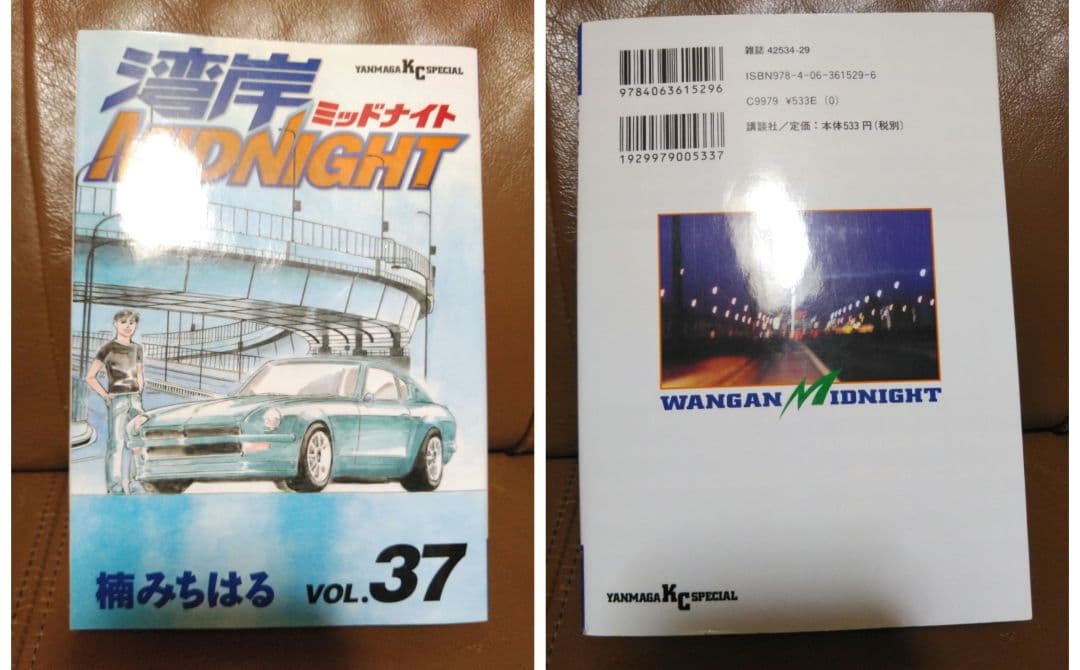 湾岸
YANMAGA KC SPECIAL
ミッドナイト
MIDNIGHT
楠みちはる VOL.37
雑誌 42534-29
ISBN978-4-06-361529-6
9784063615296
C9979 ¥533E (0)
講談社/定価:本体533円(税別)
1929979005337
WANGAN MIDNIGHT
YANMAGA KC SPECIAL